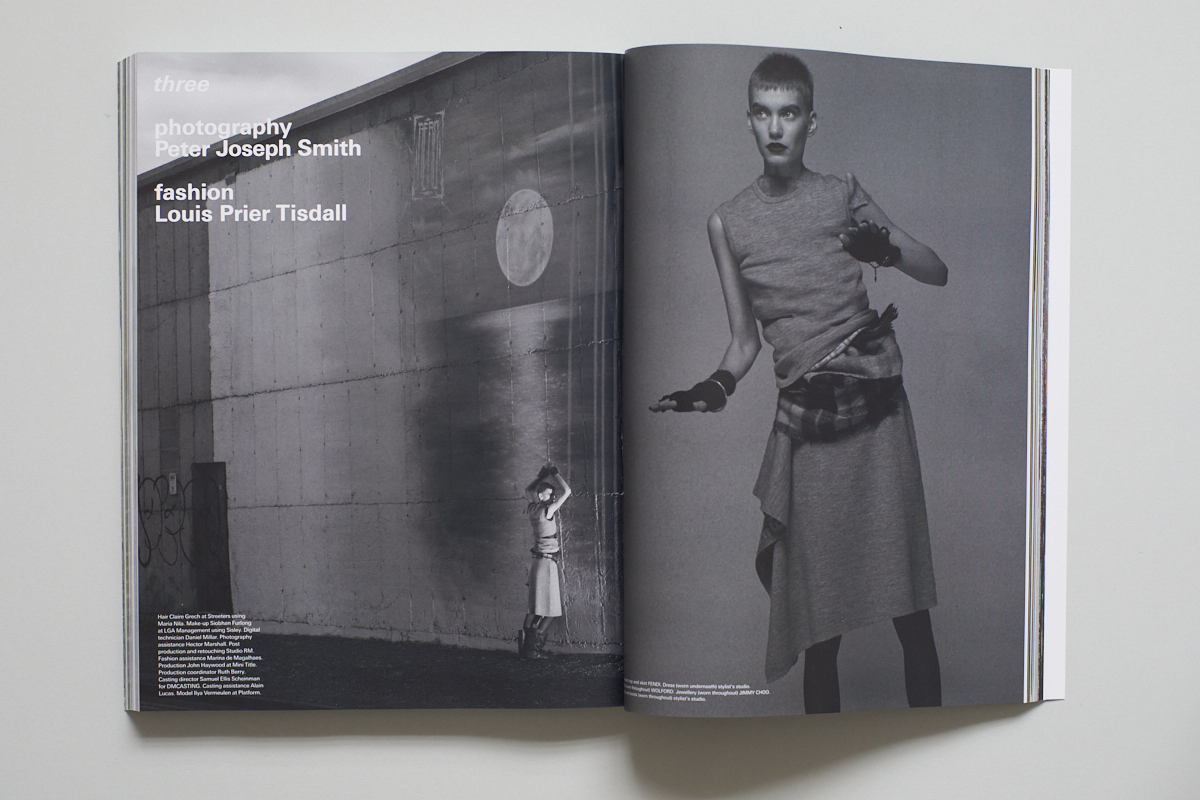 three
photography
Peter Joseph Smith
fashion
Louis Prier Tisdall
Hair Claire Grech at Streeters using
Maria Nila. Make-up Siobhan Furlong
at LGA Management using Sisley. Digital
technician Daniel Millar. Photography
assistance Hector Marshall. Post
production and retouching Studio RM.
Fashion assistance Marina de Magalhaes.
Production John Haywood at Mini Title.
Production coordinator Ruth Berry.
Casting director Samuel Ellis Scheinman
for DMCASTING. Casting assistance Alain
Lucas. Model Ilya Vermeulen at Platform.
and skirt FENDI. Dress (worn underneath) stylist's studio.
throughout) WOLFORD. Jewellery (worn throughout) JIMMY CHOO.
(worn throughout) stylist's studio.